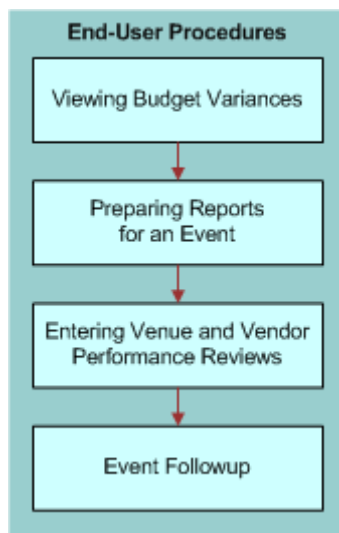 End-User Procedures
Viewing Budget Variances
Preparing Reports
for an Event
Entering Venue and Vendor
Performance Reviews
Event Followup